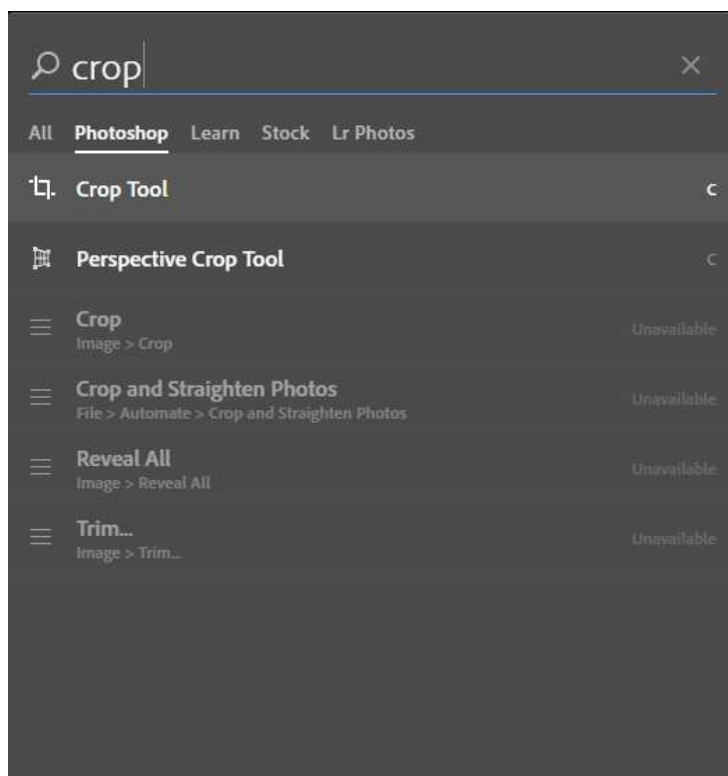 crop
All Photoshop Learn Stock Lr Photos
Crop Tool C
Perspective Crop Tool C
Crop
Image > Crop Unavailable
Crop and Straighten Photos
File > Automate > Crop and Straighten Photos Unavailable
Reveal All
Image > Reveal All Unavailable
Trim...
Image > Trim... Unavailable